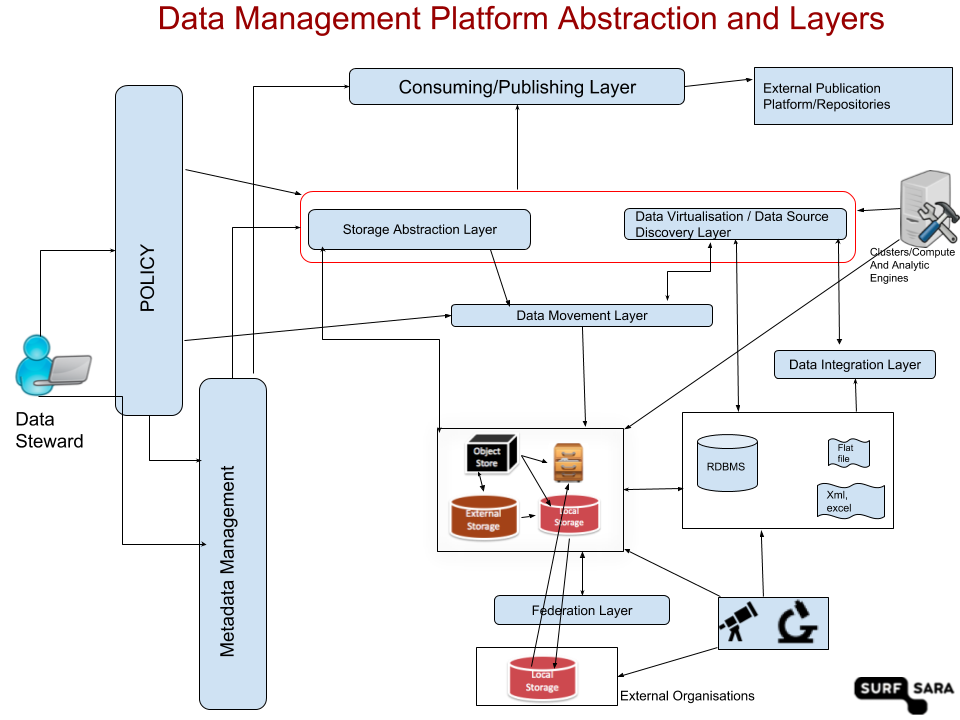 Data Management Platform Abstraction and Layers
Consuming/Publishing Layer
External Publication
Platform/Repositories
POLICY
Storage Abstraction Layer
Data Virtualisation / Data Source
Discovery Layer
Clusters/Compute
And Analytic
Engines
Data Movement Layer
Data Integration Layer
Data
Steward
Metadata Management
Object
Store
External
Storage
Local
Storage
RDBMS
Flat
file
Xml,
excel
Federation Layer
Local
Storage
External Organisations
SURF SARA